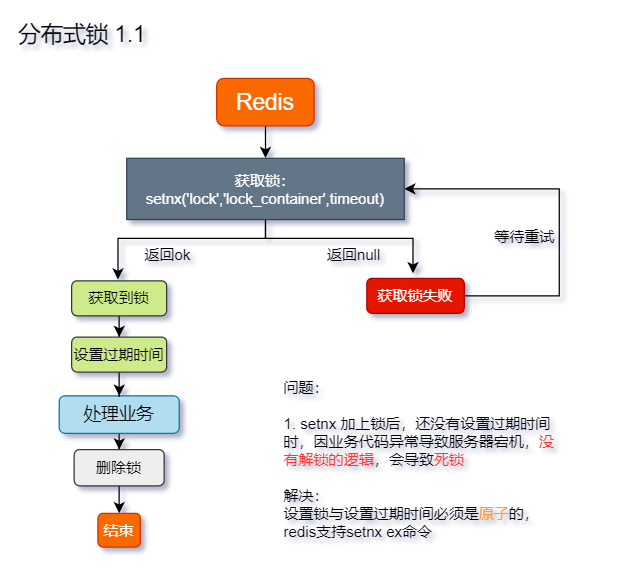 分布式锁 1.1
Redis
获取锁：
setnx('lock','lock_container',timeout)
等待重试
返回ok
返回null
获取到锁
获取锁失败
设置过期时间
处理业务
删除锁
结束
问题：
1. setnx 加上锁后，还没有设置过期时间
时，因业务代码异常导致服务器宕机，没
有解锁的逻辑，会导致死锁
解决：
设置锁与设置过期时间必须是原子的，
redis支持setnx ex命令